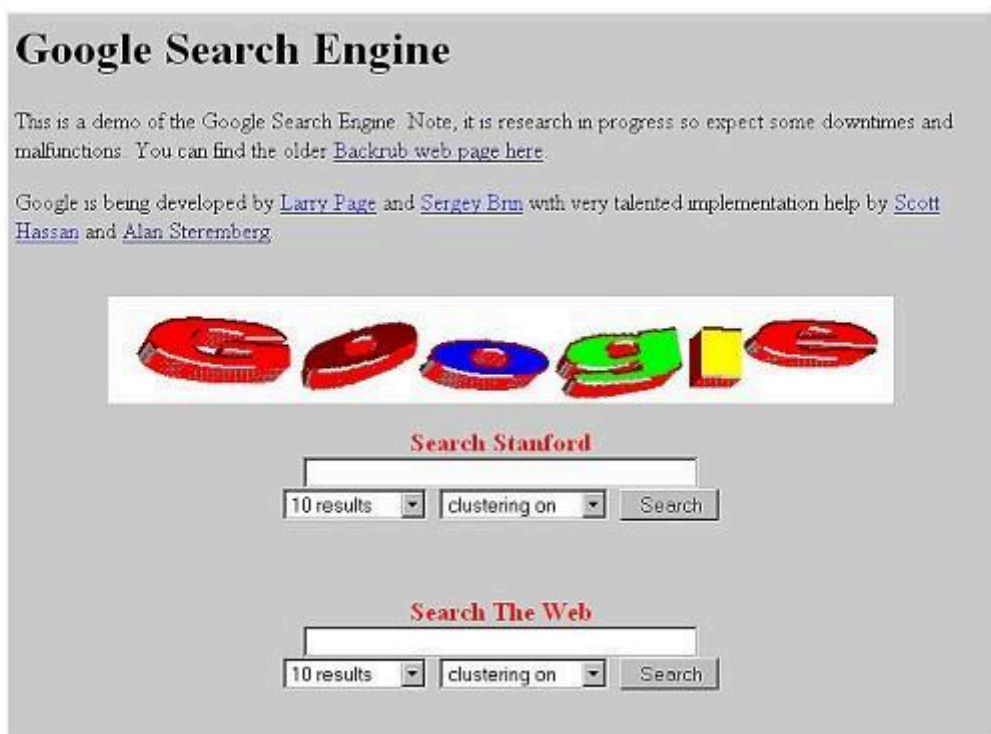 Google Search Engine
This is a demo of the Google Search Engine. Note, it is research in progress so expect some downtimes and
malfunctions. You can find the older Backrub web page here.
Google is being developed by Larry Page and Sergey Brin with very talented implementation help by Scott
Hassan and Alan Steremberg.
Google
Search Stanford
10 results clustering on Search
Search The Web
10 results clustering on Search